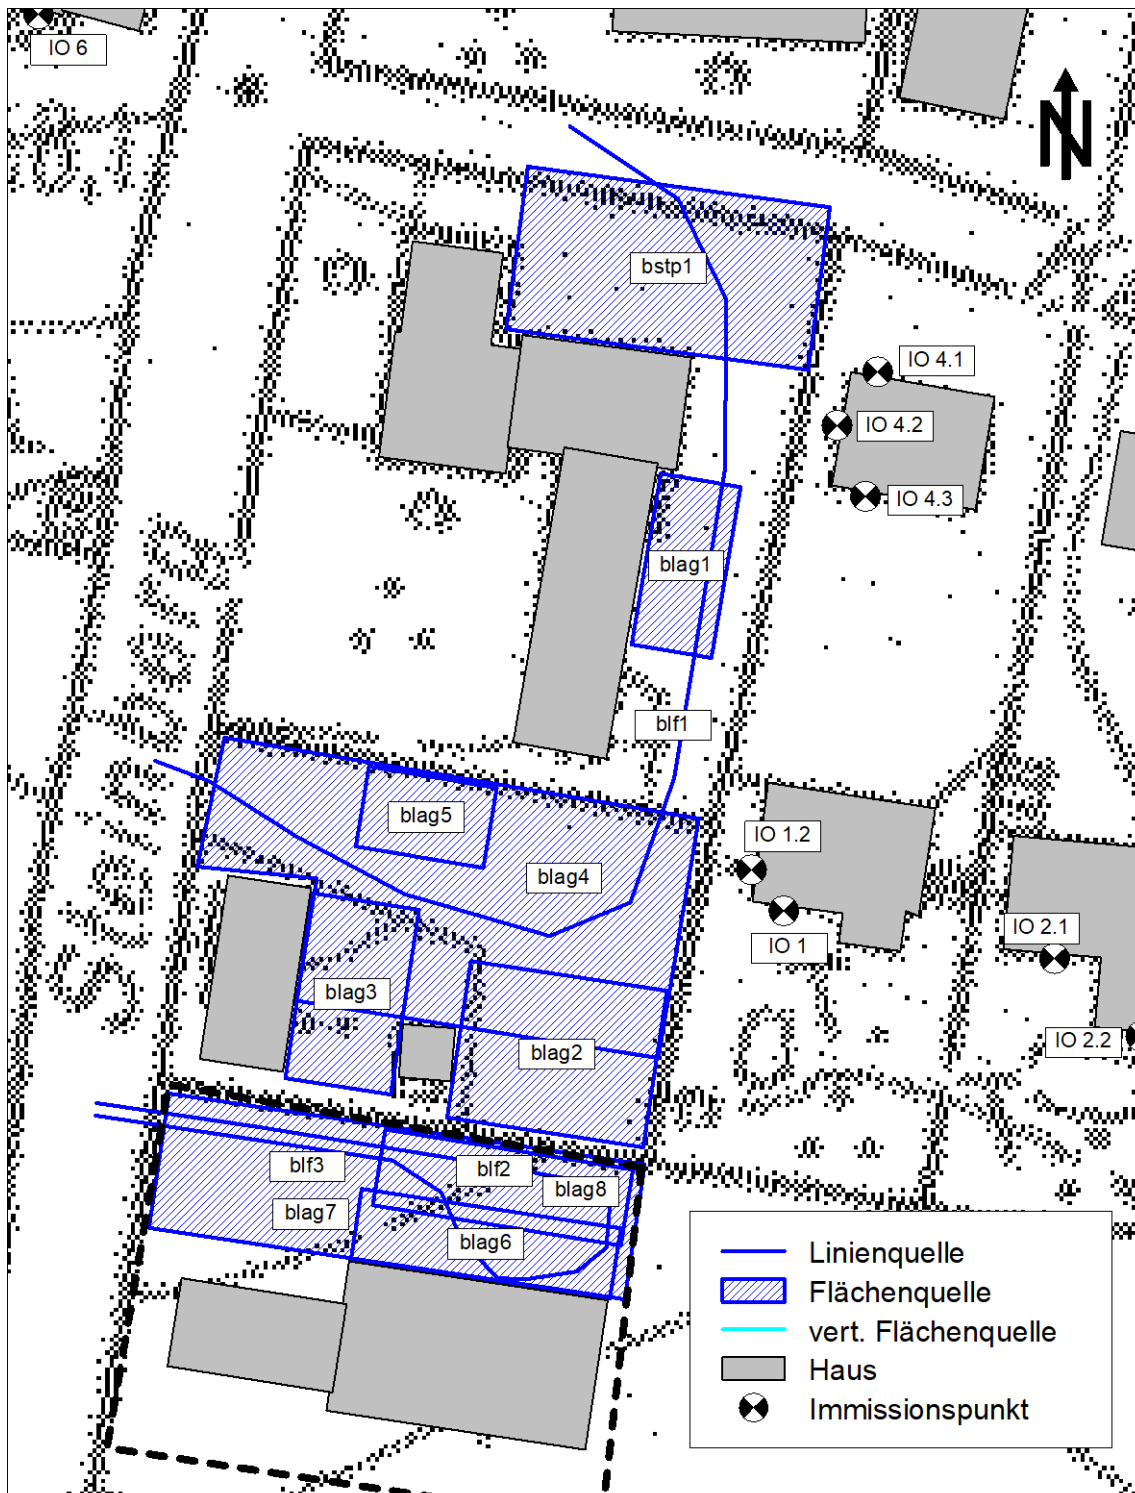 IO 6
N
bstp1
IO 4.1
IO 4.2
IO 4.3
blag1
blf1
Steinberg
blag5
IO 1.2
blag4
IO 1
IO 2.1
blag3
IO 2.2
blag2
blf3
blf2
blag8
blag7
blag6
Linienquelle
Flächenquelle
vert. Flächenquelle
Haus
Immissionspunkt